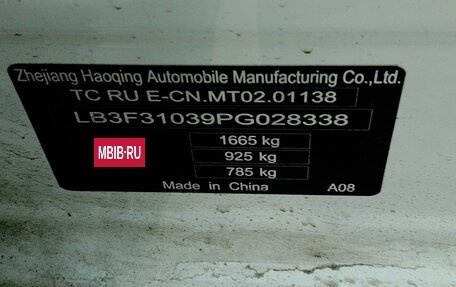 Zhejiang Haoqing Automobile Manufacturing Co.,Ltd.
TC RU E-CN.MT02.01138
LB3F31039PG028338
1665 kg
MBIB·RU
925 kg
785 kg
Made in China A08